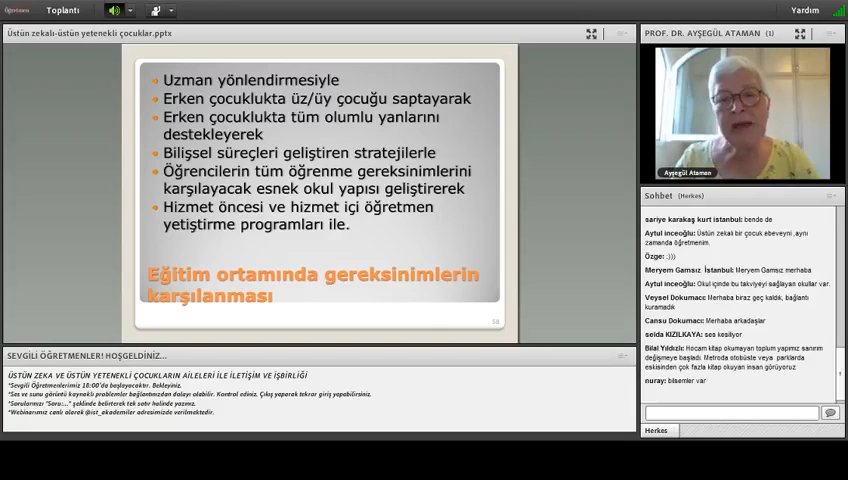 Öğretmen Toplantı Yardım
Üstün zekalı-üstün yetenekli çocuklar.pptx
• Uzman yönlendirmesiyle
• Erken çocuklukta üz/üy çocuğu saptayarak
• Erken çocuklukta tüm olumlu yanlarını
destekleyerek
• Bilişsel süreçleri geliştiren stratejilerle
• Öğrencilerin tüm öğrenme gereksinimlerini
karşılayacak esnek okul yapısı geliştirerek
• Hizmet öncesi ve hizmet içi öğretmen
yetiştirme programları ile.
Eğitim ortamında gereksinimlerin
karşılanması
58
SEVGİLİ ÖĞRETMENLER! HOŞGELDİNİZ...
ÜSTÜN ZEKA VE ÜSTÜN YETENEKLİ ÇOCUKLARIN AİLELERİ İLE İLETİŞİM VE İŞBİRLİĞİ
*Sevgili Öğretmenlerimiz 18:00'da başlayacaktır. Bekleyiniz.
*Ses ve sunu görüntü kaynaklı problemler bağlantınızdan dolayı olabilir. Kontrol ediniz. Çıkış yaparak tekrar giriş yapabilirsiniz.
*Sorularınızı "Soru:..." şeklinde belirterek tek satır halinde yazınız.
*Webinarımız canlı olarak @ist_akademiler adresimizde verilmektedir.
PROF. DR. AYŞEGÜL ATAMAN (1)
Ayşegül Ataman
Sohbet (Herkes)
sariye karakaş kurt istanbul: bende de
Aytul inceoğlu: Üstün zekalı bir çocuk ebeveyni ,aynı
zamanda öğretmenim.
Özge: :)))
Meryem Gamsız İstanbul: Meryem Gamsız merhaba
Aytul inceoğlu: Okul içinde bu takviyeyi sağlayan okullar var.
Veysel Dokumacı: Merhaba biraz geç kaldık, bağlantı
kuramadık
Cansu Dokumacı: Merhaba arkadaşlar
selda KIZILKAYA: ses kesiliyor
Bilal Yıldızlı: Hocam kitap okumayan toplum yapımız sanırım
değişmeye başladı. Metroda otobüste veya parklarda
eskisinden çok fazla kitap okuyan insan görüyoruz
nuray: bilsemler var
Herkes